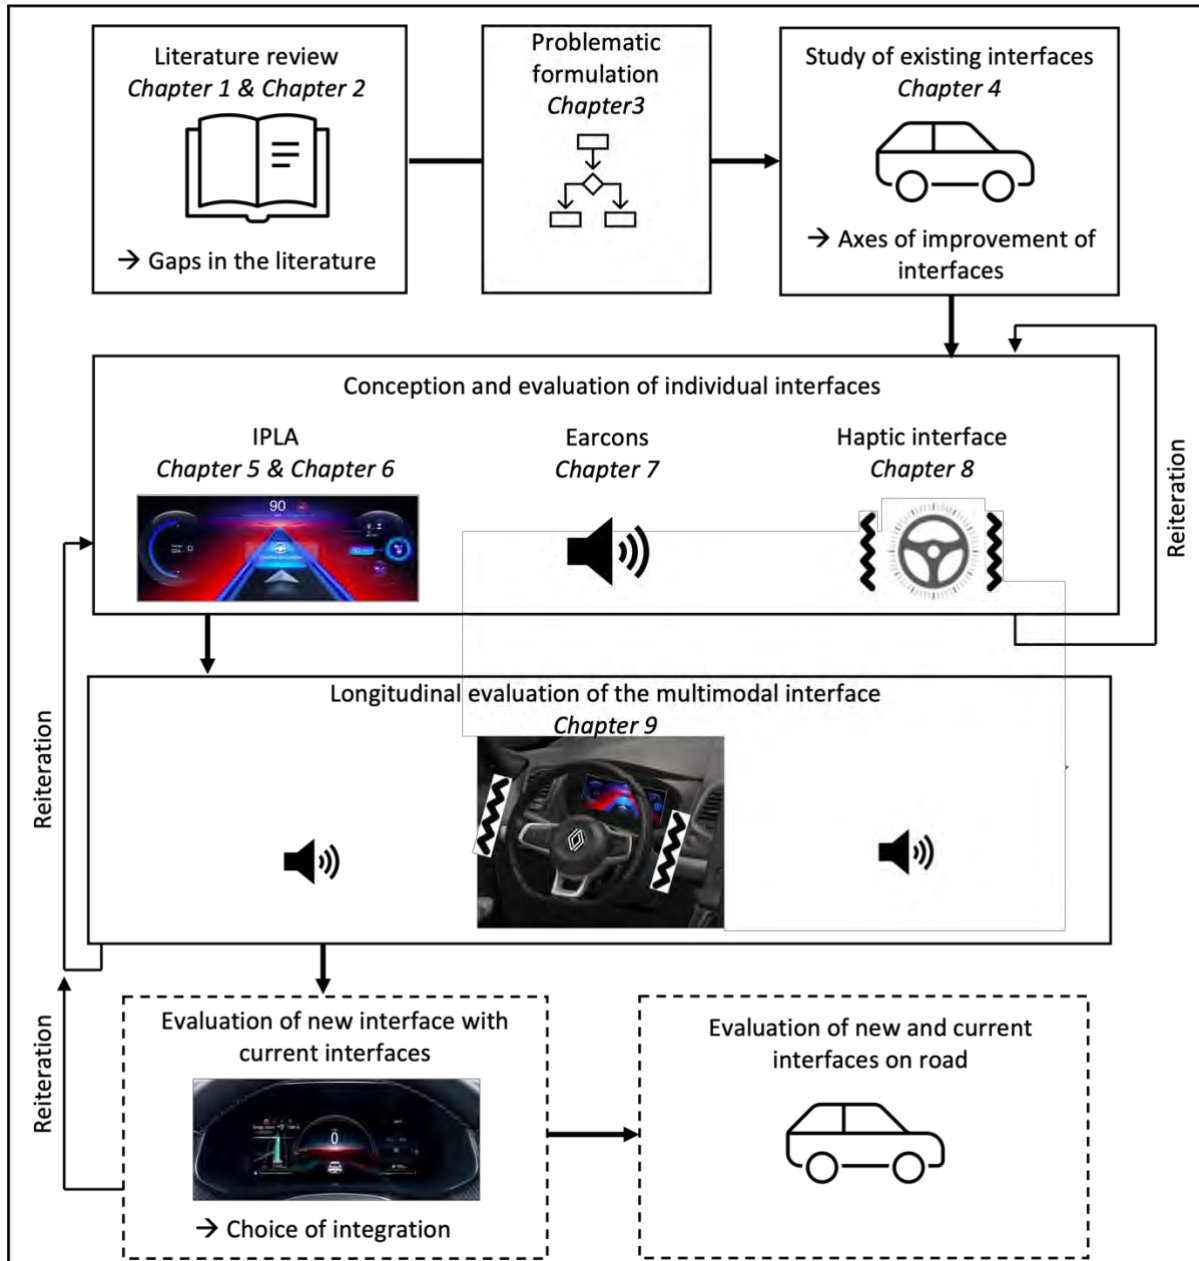 Literature review
Chapter 1 & Chapter 2
→ Gaps in the literature
Problematic
formulation
Chapter3
Study of existing interfaces
Chapter 4
→ Axes of improvement of
interfaces
Conception and evaluation of individual interfaces
IPLA
Chapter 5 & Chapter 6
90
Earcons
Chapter 7
Haptic interface
Chapter 8
Reiteration
Longitudinal evaluation of the multimodal interface
Chapter 9
Reiteration
Evaluation of new interface with
current interfaces
0
→ Choice of integration
Reiteration
Evaluation of new and current
interfaces on road